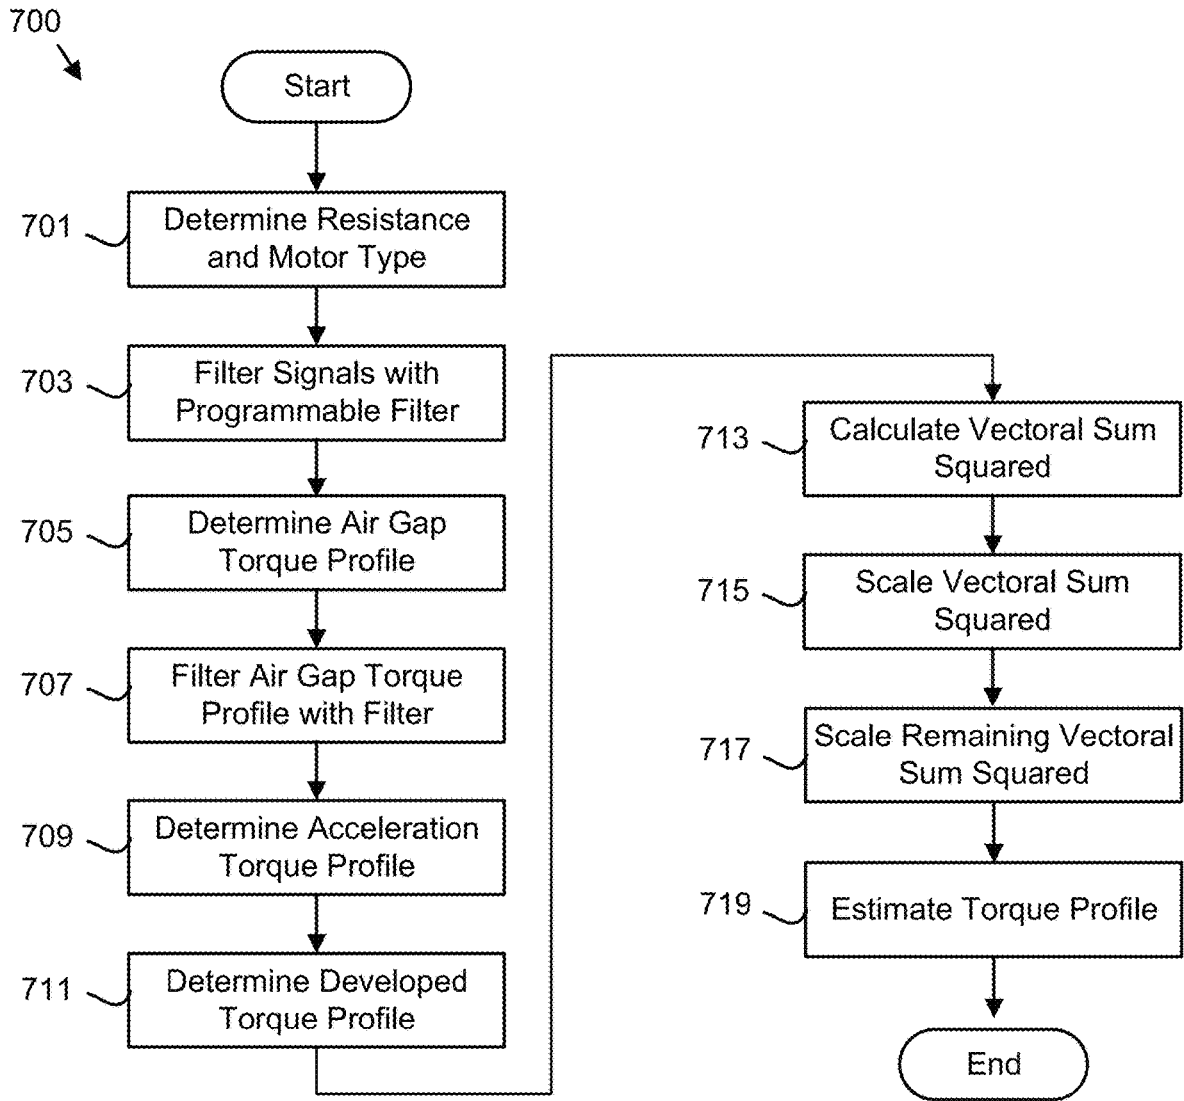 700
Start
701
Determine Resistance
and Motor Type
703
Filter Signals with
Programmable Filter
705
Determine Air Gap
Torque Profile
707
Filter Air Gap Torque
Profile with Filter
709
Determine Acceleration
Torque Profile
711
Determine Developed
Torque Profile
713
Calculate Vectoral Sum
Squared
715
Scale Vectoral Sum
Squared
717
Scale Remaining Vectoral
Sum Squared
719
Estimate Torque Profile
End